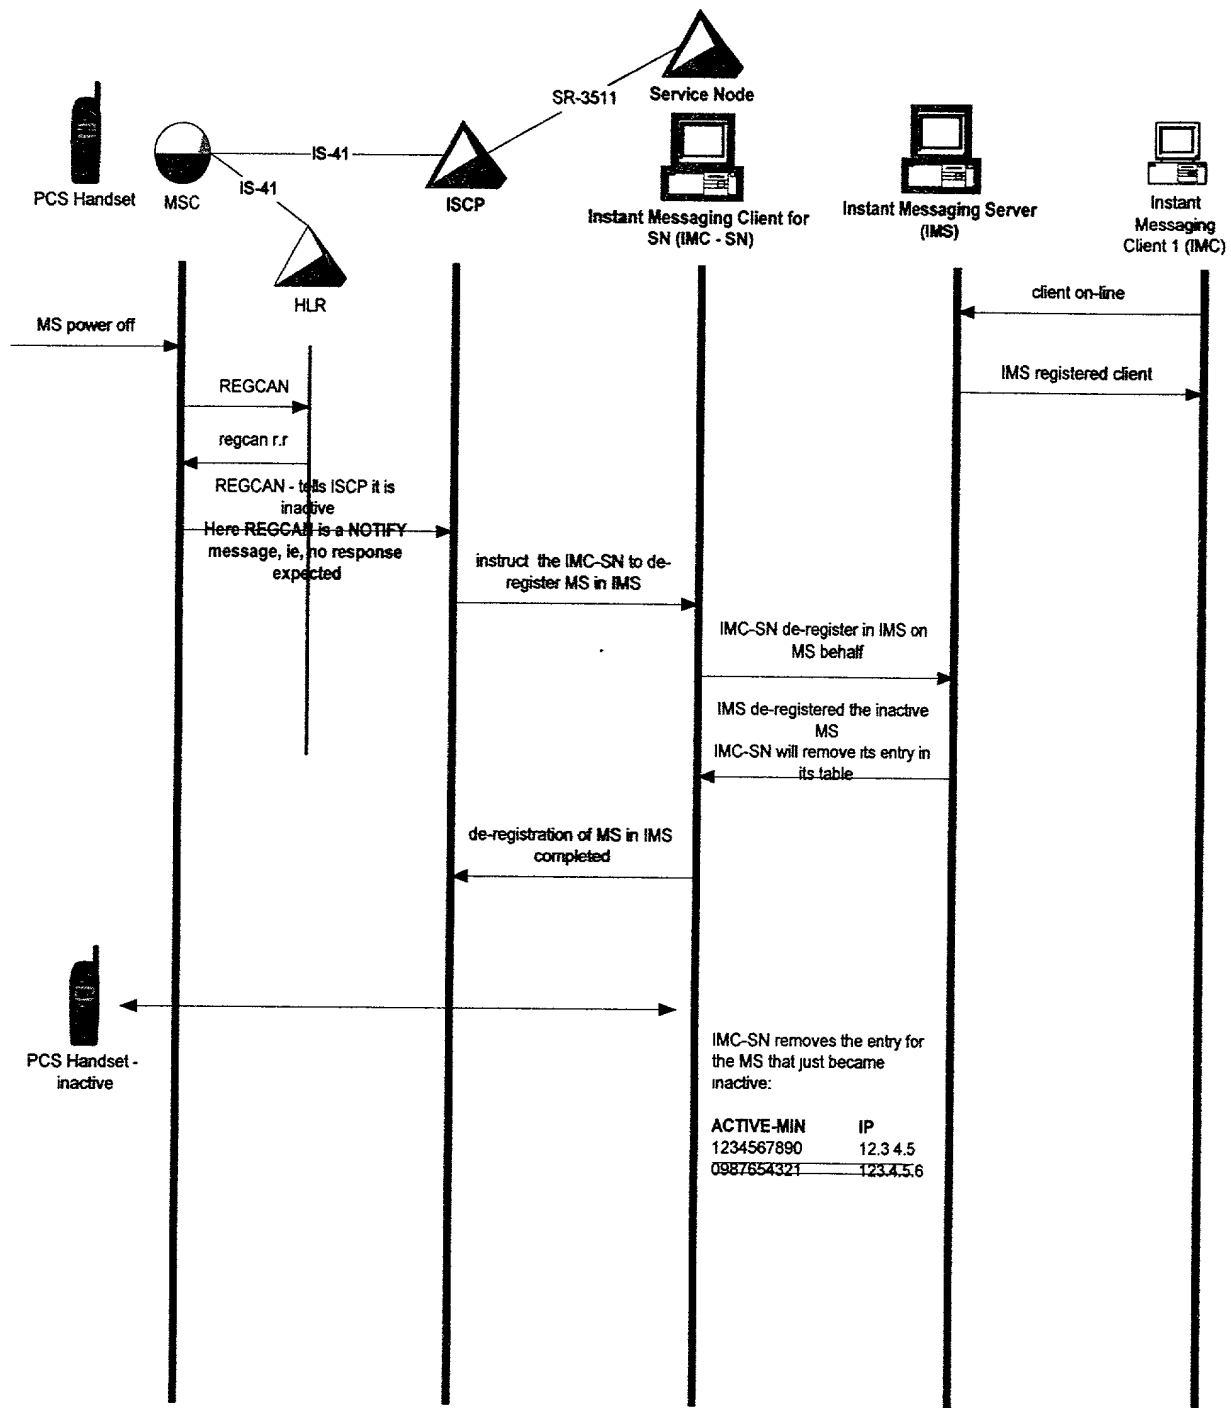 SR-3511
Service Node
IS-41
IS-41
PCS Handset
MSC
ISCP
Instant Messaging Client for
SN (IMC - SN)
Instant Messaging Server
(IMS)
Instant
Messaging
Client 1 (IMC)
HLR
client on-line
MS power off
IMS registered client
REGCAN
regcan r.r
REGCAN - tells ISCP it is
inactive
Here REGCAN is a NOTIFY
message, ie, no response
expected
instruct the IMC-SN to de-
register MS in IMS
IMC-SN de-register in IMS on
MS behalf
IMS de-registered the inactive
MS
IMC-SN will remove its entry in
its table
de-registration of MS in IMS
completed
PCS Handset -
inactive
IMC-SN removes the entry for
the MS that just became
inactive:
ACTIVE-MIN IP
1234567890 12.3 4.5
0987654321 123.4.5.6